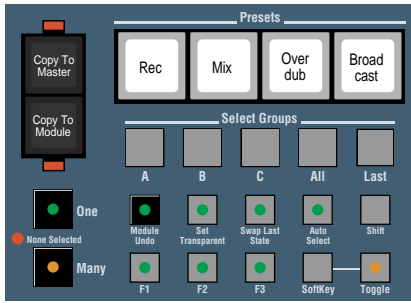 Presets
Copy To
Master
Rec
Mix
Over
dub
Broad
cast
Copy To
Module
Select Groups
A
B
C
All
Last
One
Module
Undo
Set
Transparent
Swap Last
State
Auto
Select
Shift
None Selected
Many
F1
F2
F3
SoftKey
Toggle